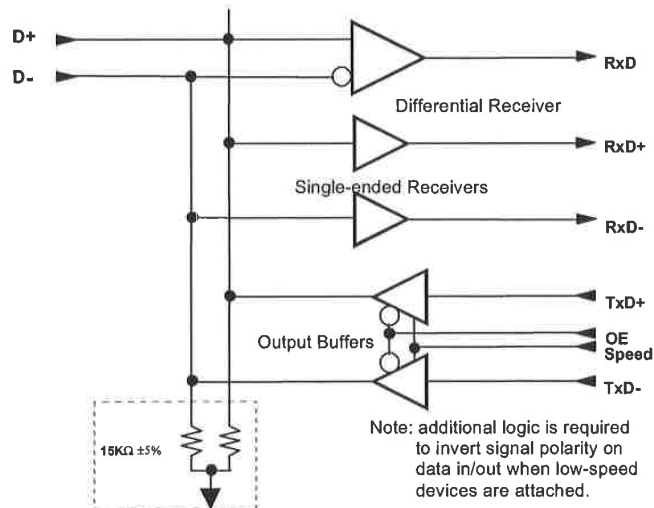 D+
D-
RxD
Differential Receiver
RxD+
Single-ended Receivers
RxD-
TxD+
OE
Output Buffers
Speed
TxD-
15KΩ ±5%
Note: additional logic is required
to invert signal polarity on
data in/out when low-speed
devices are attached.